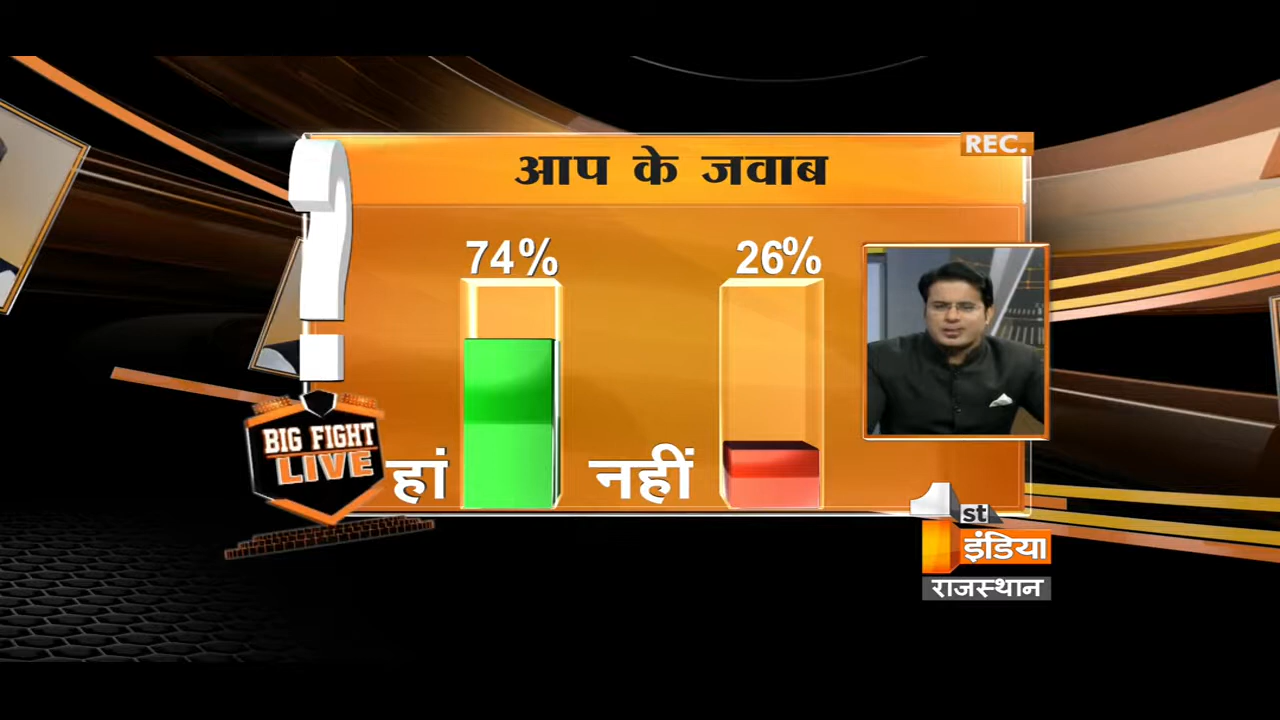 REC.
आप के जवाब
74%
26%
हां
नहीं
BIG FIGHT
LIVE
1st
इंडिया
राजस्थान